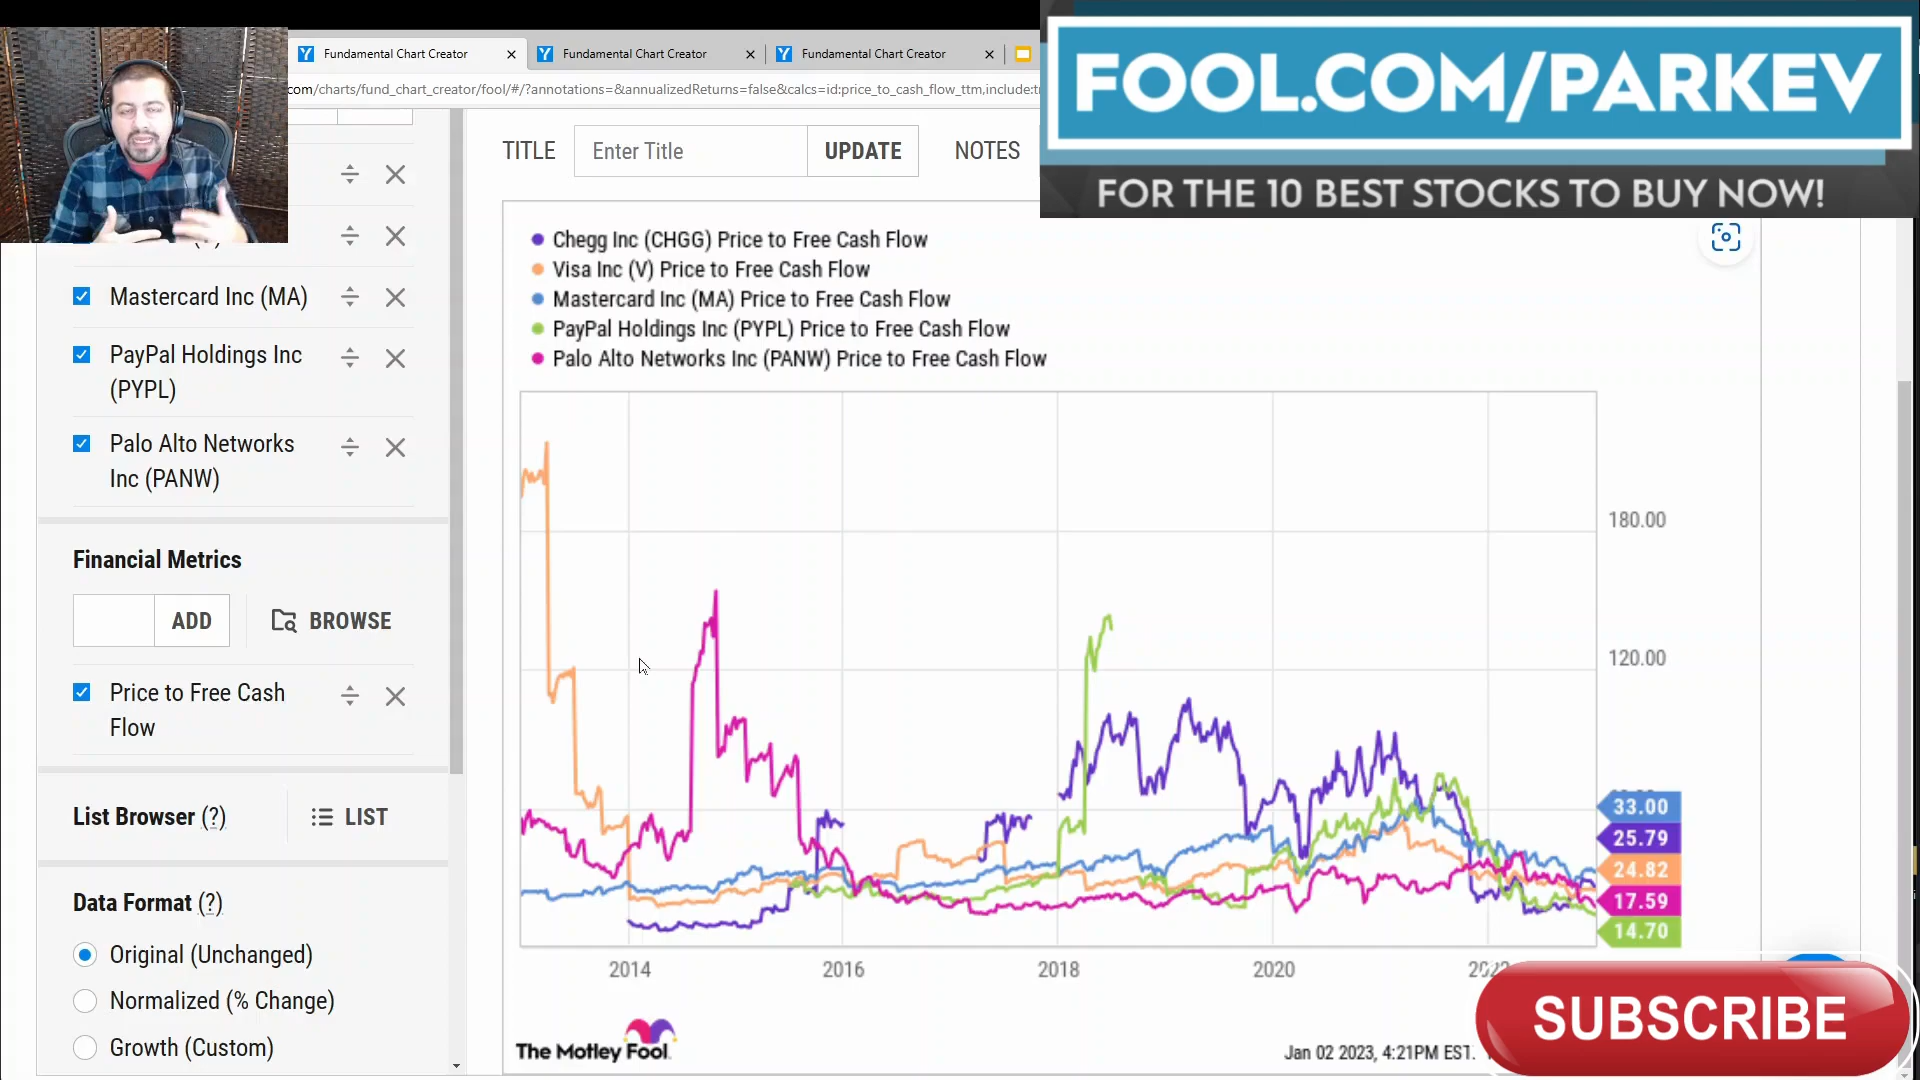 Fundamental Chart Creator
Fundamental Chart Creator
Fundamental Chart Creator
com/charts/fund_chart_creator/fool/#/?annotations=&annualizedReturns=false&calcs=id:price_to_cash_flow_ttm,include:t
FOOL.COM/PARKEV
FOR THE 10 BEST STOCKS TO BUY NOW!
TITLE
Enter Title
UPDATE
NOTES
Mastercard Inc (MA)
PayPal Holdings Inc
(PYPL)
Palo Alto Networks
Inc (PANW)
Financial Metrics
ADD
BROWSE
Price to Free Cash
Flow
List Browser (?)
LIST
Data Format (?)
Original (Unchanged)
Normalized (% Change)
Growth (Custom)
Chegg Inc (CHGG) Price to Free Cash Flow
Visa Inc (V) Price to Free Cash Flow
Mastercard Inc (MA) Price to Free Cash Flow
PayPal Holdings Inc (PYPL) Price to Free Cash Flow
Palo Alto Networks Inc (PANW) Price to Free Cash Flow
180.00
120.00
33.00
25.79
24.82
17.59
14.70
2014
2016
2018
2020
The Motley Fool.
Jan 02 2023, 4:21PM EST.
SUBSCRIBE